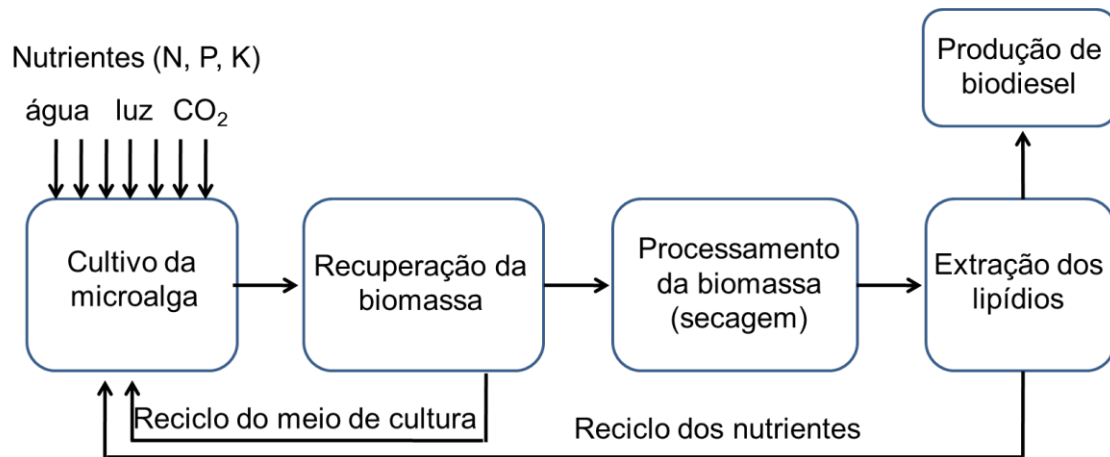 Nutrientes (N, P, K)
água luz CO₂
Cultivo da
microalga
Recuperação da
biomassa
Processamento
da biomassa
(secagem)
Extração dos
lipídios
Produção de
biodiesel
Reciclo do meio de cultura
Reciclo dos nutrientes